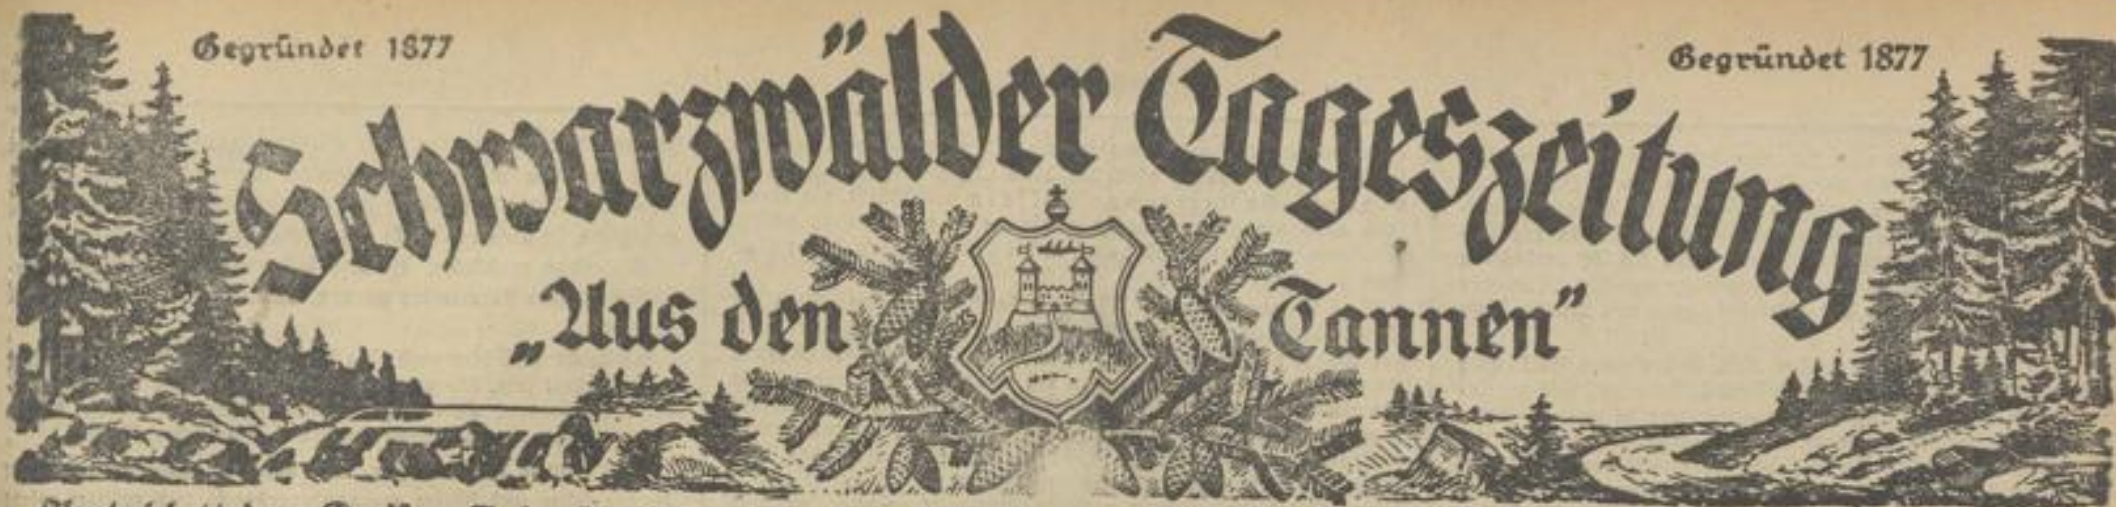 Gegründet 1877
Gegründet 1877
Schwarzwälder Tageszeitung
„Aus den Tannen“